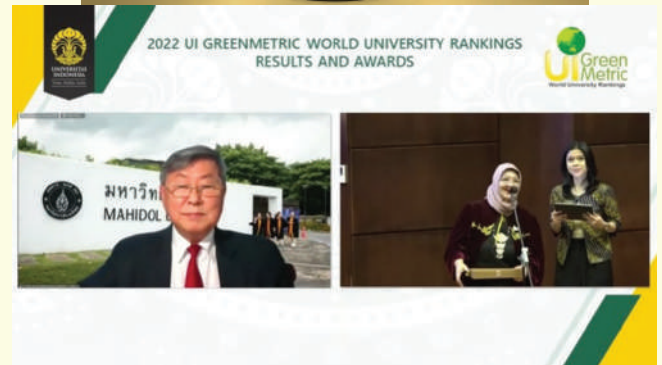 2022 UI GREENMETRIC WORLD UNIVERSITY RANKINGS
RESULTS AND AWARDS
UNIVERSITAS
INDONESIA
UI Green
Metric
World University Rankings
มหาวิท
MAHIDOL